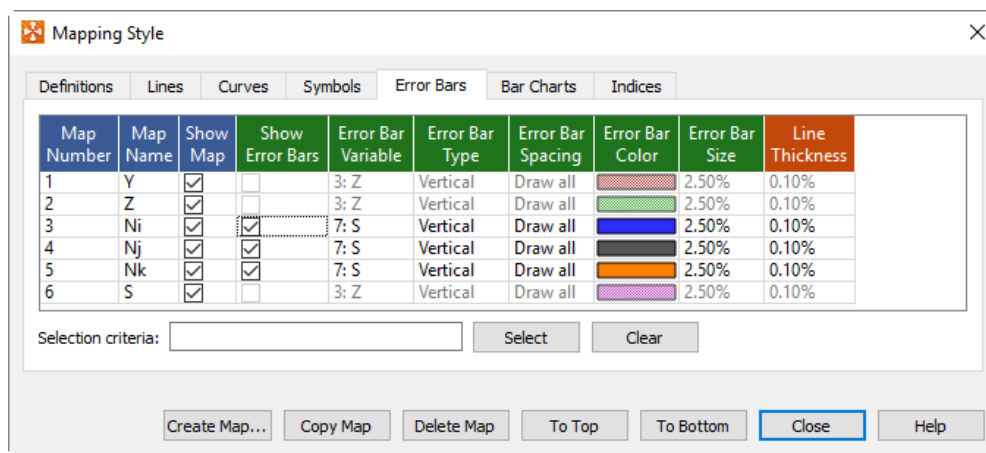 Mapping Style
Definitions Lines Curves Symbols Error Bars Bar Charts Indices
Map Number Map Name Show Map Show Error Bars Error Bar Variable Error Bar Type Error Bar Spacing Error Bar Color Error Bar Size Line Thickness
1 Y 3: Z Vertical Draw all 2.50% 0.10%
2 Z 3: Z Vertical Draw all 2.50% 0.10%
3 Ni 7: S Vertical Draw all 2.50% 0.10%
4 Nj 7: S Vertical Draw all 2.50% 0.10%
5 Nk 7: S Vertical Draw all 2.50% 0.10%
6 S 3: Z Vertical Draw all 2.50% 0.10%
Selection criteria: Select Clear
Create Map... Copy Map Delete Map To Top To Bottom Close Help